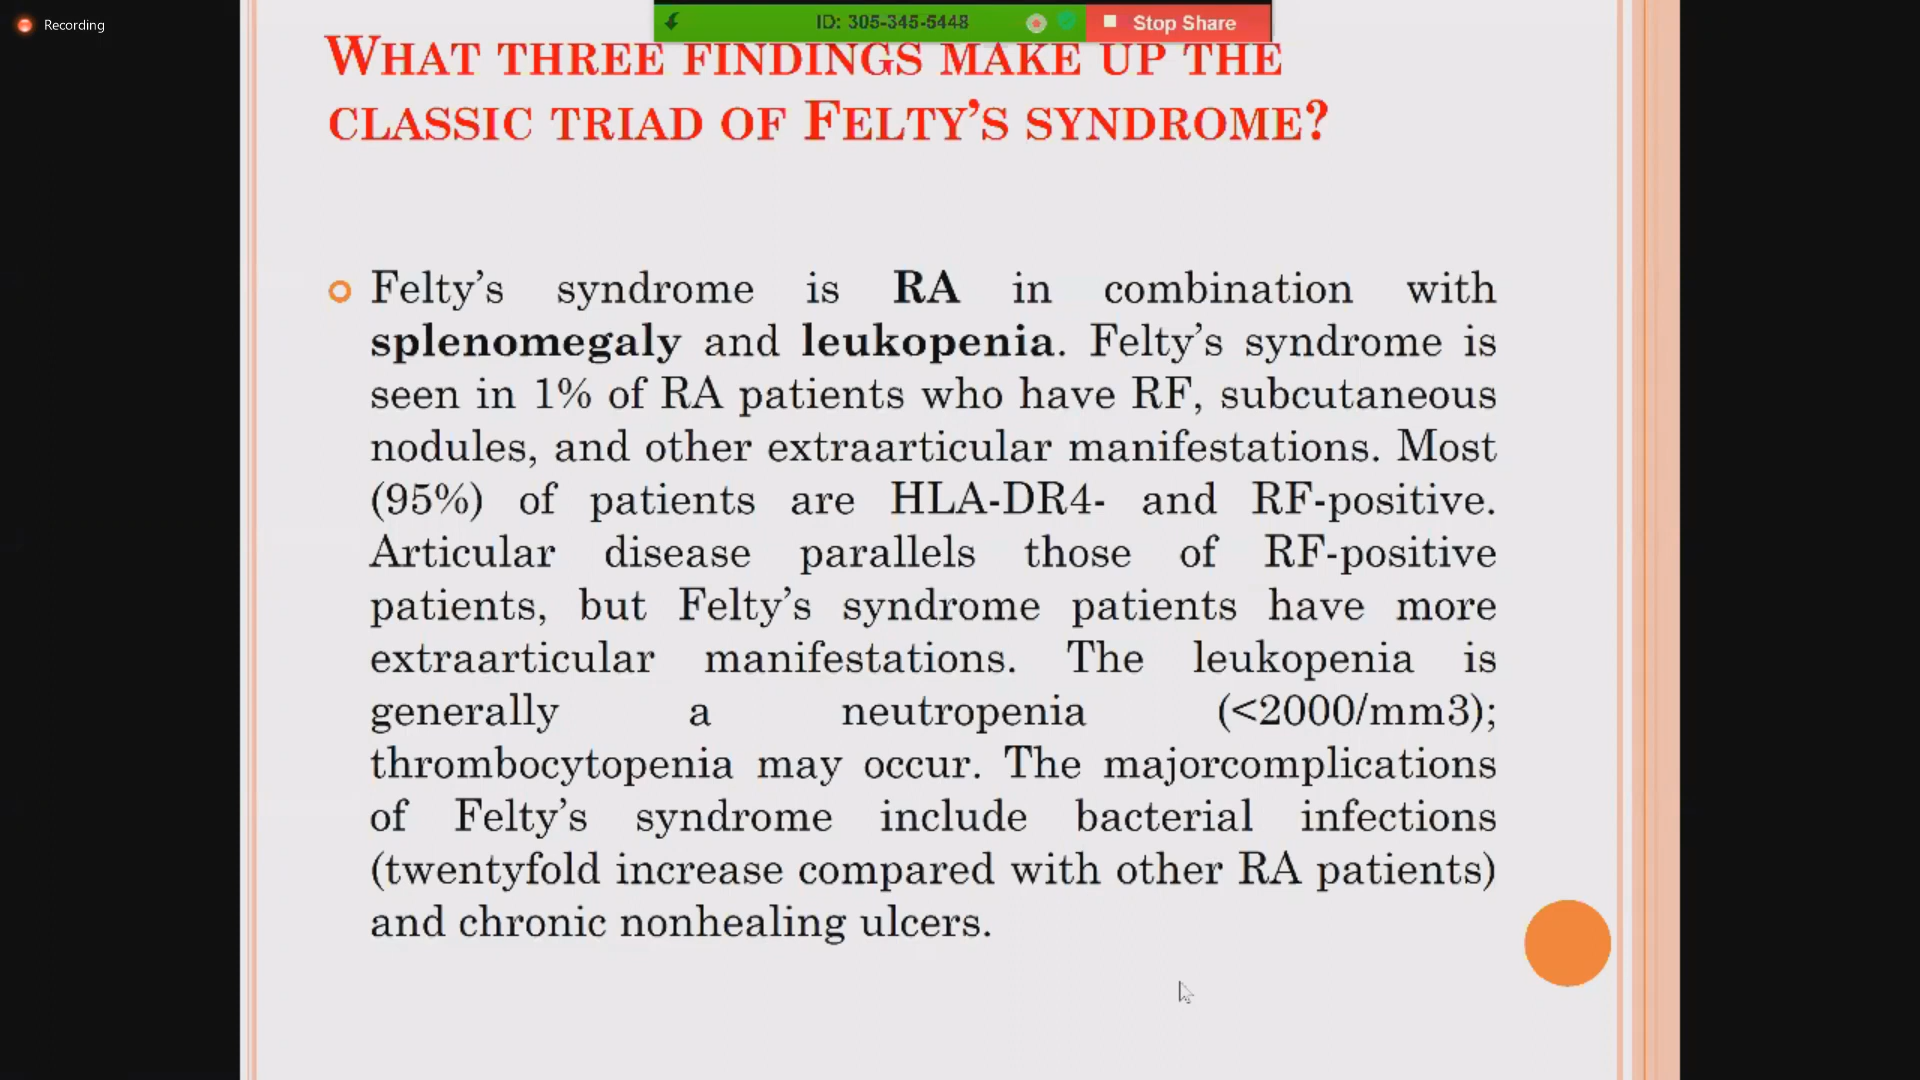 Recording
ID: 305-345-5448
Stop Share
WHAT THREE FINDINGS MAKE UP THE
CLASSIC TRIAD OF FELTY’S SYNDROME?
Felty’s syndrome is RA in combination with
splenomegaly and leukopenia. Felty’s syndrome is
seen in 1% of RA patients who have RF, subcutaneous
nodules, and other extraarticular manifestations. Most
(95%) of patients are HLA-DR4- and RF-positive.
Articular disease parallels those of RF-positive
patients, but Felty’s syndrome patients have more
extraarticular manifestations. The leukopenia is
generally a neutropenia (<2000/mm3);
thrombocytopenia may occur. The majorcomplications
of Felty’s syndrome include bacterial infections
(twentyfold increase compared with other RA patients)
and chronic nonhealing ulcers.